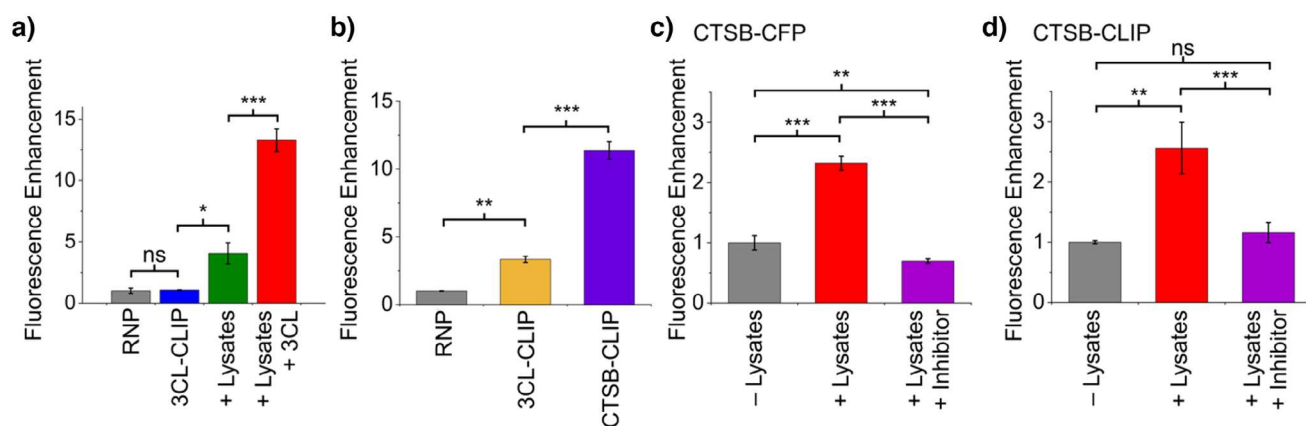 a)
Fluorescence Enhancement
15
10
5
0
ns
*
***
RNP
3CL-CLIP
+ Lysates
+ Lysates
+ 3CL
b)
Fluorescence Enhancement
15
10
5
0
**
***
RNP
3CL-CLIP
CTSB-CLIP
c)
CTSB-CFP
Fluorescence Enhancement
3
2
1
0
**
***
***
– Lysates
+ Lysates
+ Lysates
+ Inhibitor
d)
CTSB-CLIP
Fluorescence Enhancement
3
2
1
0
ns
**
***
– Lysates
+ Lysates
+ Lysates
+ Inhibitor